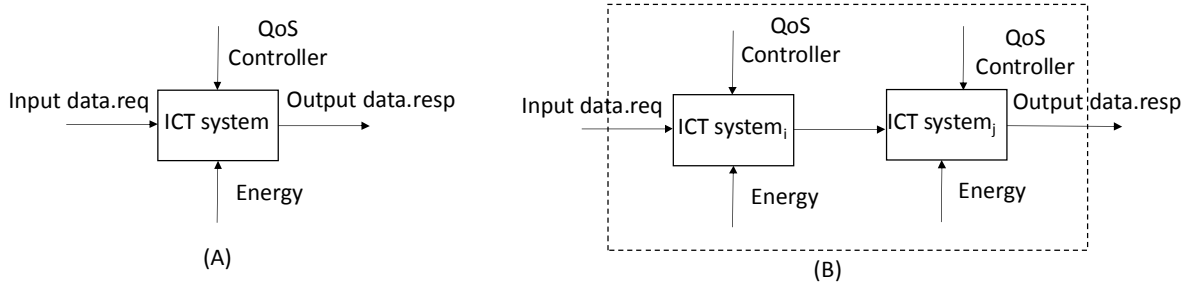 QoS
Controller
Input data.req
ICT system
Output data.resp
Energy
(A)
QoS
Controller
QoS
Controller
Input data.req
ICT systemᵢ
ICT systemⱼ
Output data.resp
Energy
Energy
(B)